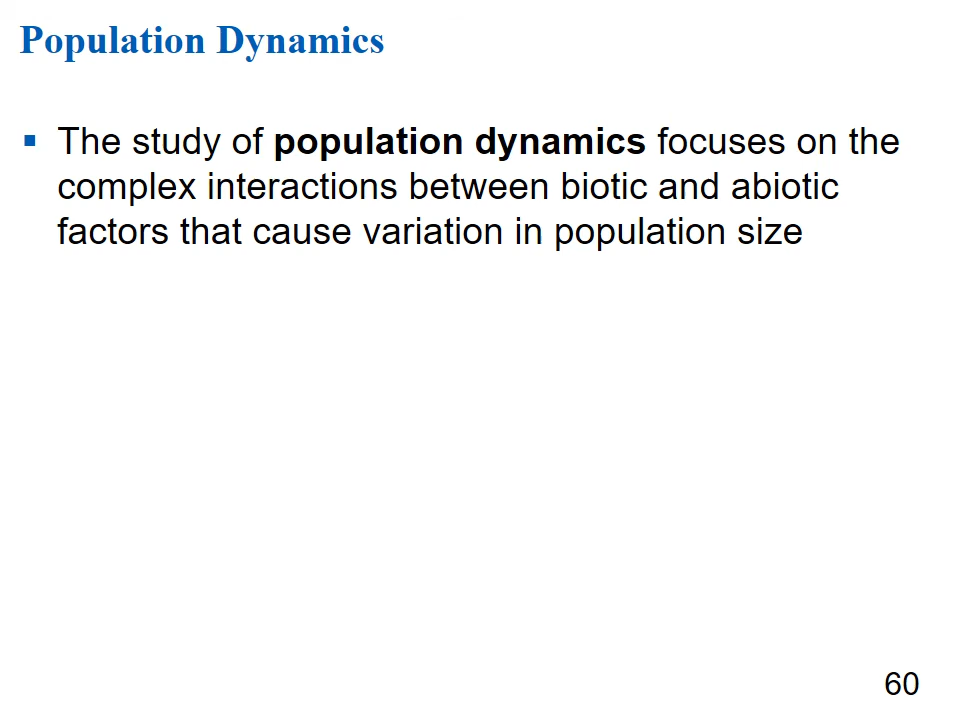 Population Dynamics
▪ The study of population dynamics focuses on the
complex interactions between biotic and abiotic
factors that cause variation in population size
60